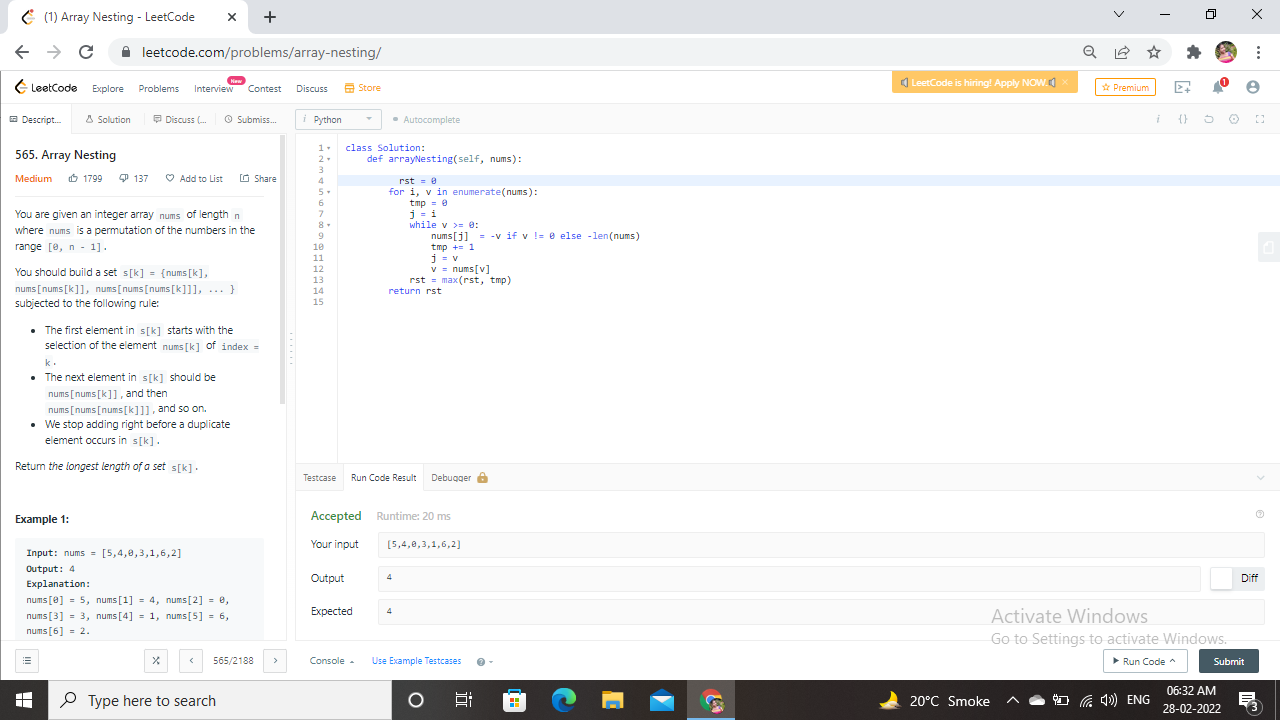 (1) Array Nesting - LeetCode
leetcode.com/problems/array-nesting/
LeetCode Explore Problems Interview New Contest Discuss Store LeetCode is hiring! Apply NOW. Premium 1
Descript... Solution Discuss (... Submiss... i Python Autocomplete i {}
565. Array Nesting
Medium 1799 137 Add to List Share
You are given an integer array nums of length n
where nums is a permutation of the numbers in the
range [0, n - 1].
You should build a set s[k] = {nums[k],
nums[nums[k]], nums[nums[nums[k]]], ... }
subjected to the following rule:
• The first element in s[k] starts with the
selection of the element nums[k] of index =
k.
• The next element in s[k] should be
nums[nums[k]], and then
nums[nums[nums[k]]], and so on.
• We stop adding right before a duplicate
element occurs in s[k].
Return the longest length of a set s[k].
Example 1:
Input: nums = [5,4,0,3,1,6,2]
Output: 4
Explanation:
nums[0] = 5, nums[1] = 4, nums[2] = 0,
nums[3] = 3, nums[4] = 1, nums[5] = 6,
nums[6] = 2.
1 class Solution:
2 def arrayNesting(self, nums):
3
4 rst = 0
5 for i, v in enumerate(nums):
6 tmp = 0
7 j = i
8 while v >= 0:
9 nums[j] = -v if v != 0 else -len(nums)
10 tmp += 1
11 j = v
12 v = nums[v]
13 rst = max(rst, tmp)
14 return rst
15
Testcase Run Code Result Debugger
Accepted Runtime: 20 ms
Your input [5,4,0,3,1,6,2]
Output 4 Diff
Expected 4
Activate Windows
Go to Settings to activate Windows.
565/2188 Console Use Example Testcases Run Code Submit
Type here to search 20°C Smoke ENG 06:32 AM
28-02-2022 3